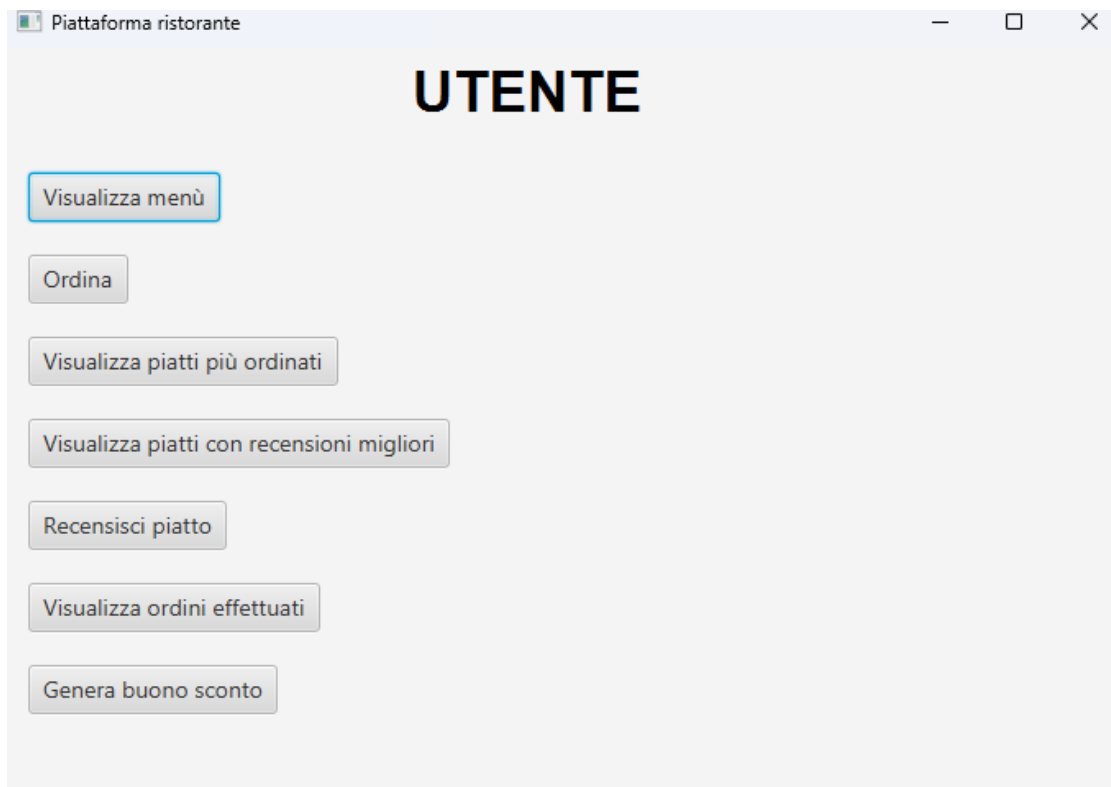 Piattaforma ristorante
UTENTE
Visualizza menù
Ordina
Visualizza piatti più ordinati
Visualizza piatti con recensioni migliori
Recensisci piatto
Visualizza ordini effettuati
Genera buono sconto